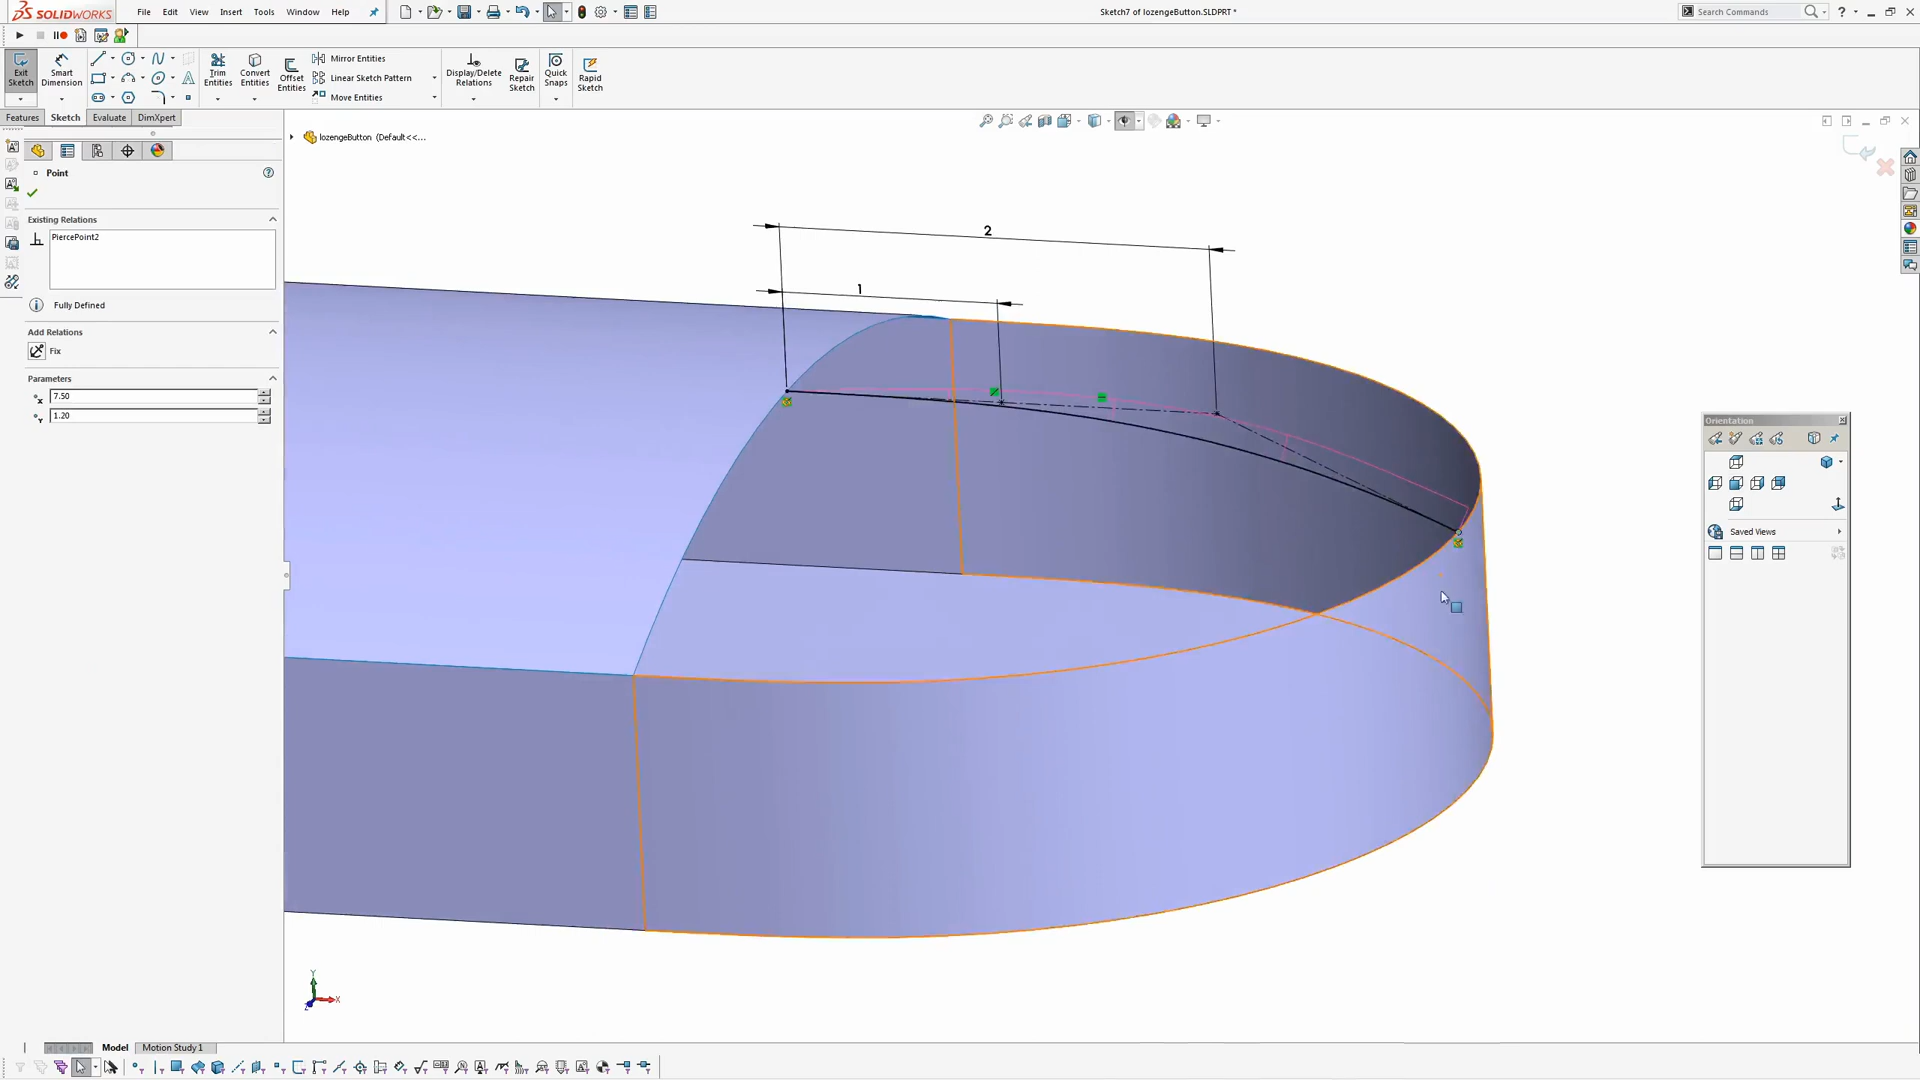 SOLIDWORKS
File Edit View Insert Tools Window Help
Sketch7 of lozengeButton.SLDPRT *
Search Commands
Exit Sketch
Smart Dimension
Trim Entities
Convert Entities
Offset Entities
Mirror Entities
Linear Sketch Pattern
Move Entities
Display/Delete Relations
Repair Sketch
Quick Snaps
Rapid Sketch
Features Sketch Evaluate DimXpert
lozengeButton (Default<<...
Point
Existing Relations
PiercePoint2
Fully Defined
Add Relations
Fix
Parameters
7.50
1.20
2
1
Orientation
Saved Views
Y
X
Z
Model Motion Study 1